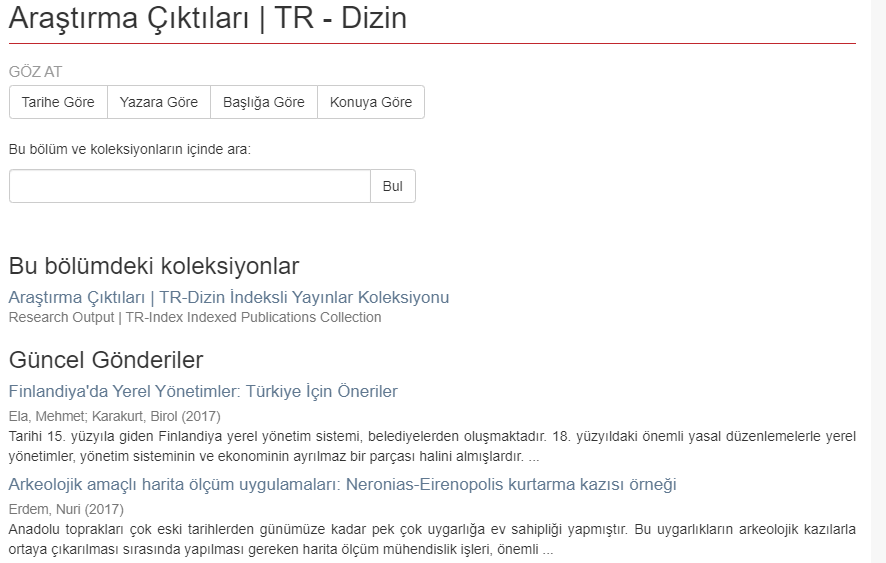 Araştırma Çıktıları | TR - Dizin
GÖZ AT
Tarihe Göre Yazara Göre Başlığa Göre Konuya Göre
Bu bölüm ve koleksiyonların içinde ara:
Bul
Bu bölümdeki koleksiyonlar
Araştırma Çıktıları | TR-Dizin İndeksli Yayınlar Koleksiyonu
Research Output | TR-Index Indexed Publications Collection
Güncel Gönderiler
Finlandiya'da Yerel Yönetimler: Türkiye İçin Öneriler
Ela, Mehmet; Karakurt, Birol (2017)
Tarihi 15. yüzyıla giden Finlandiya yerel yönetim sistemi, belediyelerden oluşmaktadır. 18. yüzyıldaki önemli yasal düzenlemelerle yerel
yönetimler, yönetim sisteminin ve ekonominin ayrılmaz bir parçası halini almışlardır. ...
Arkeolojik amaçlı harita ölçüm uygulamaları: Neronias-Eirenopolis kurtarma kazısı örneği
Erdem, Nuri (2017)
Anadolu toprakları çok eski tarihlerden günümüze kadar pek çok uygarlığa ev sahipliği yapmıştır. Bu uygarlıkların arkeolojik kazılarla
ortaya çıkarılması sırasında yapılması gereken harita ölçüm mühendislik işleri, önemli ...